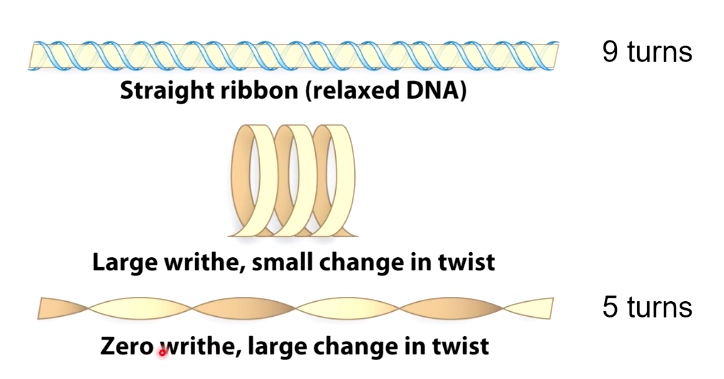 9 turns
Straight ribbon (relaxed DNA)
Large writhe, small change in twist
5 turns
Zero writhe, large change in twist